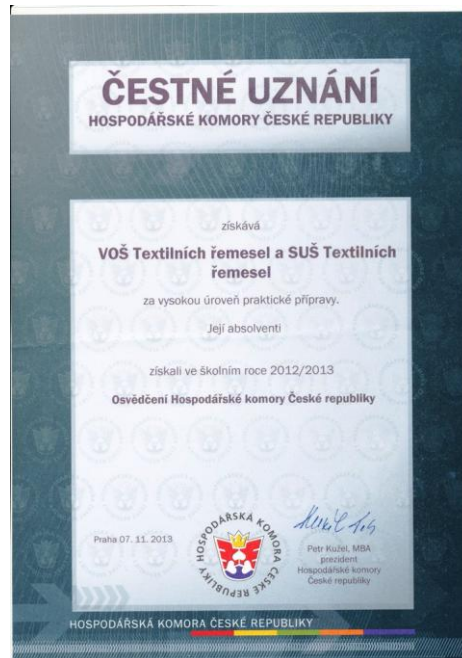 ČESTNÉ UZNÁNÍ
HOSPODÁŘSKÉ KOMORY ČESKÉ REPUBLIKY
získává
VOŠ Textilních řemesel a SUŠ Textilních
řemesel
za vysokou úroveň praktické přípravy.
Její absolventi
získali ve školním roce 2012/2013
Osvědčení Hospodářské komory České republiky
Praha 07. 11. 2013
HOSPODÁŘSKÁ KOMORA ČESKÉ REPUBLIKY
Petr Kužel, MBA
prezident
Hospodářské komory
České republiky
HOSPODÁŘSKÁ KOMORA ČESKÉ REPUBLIKY